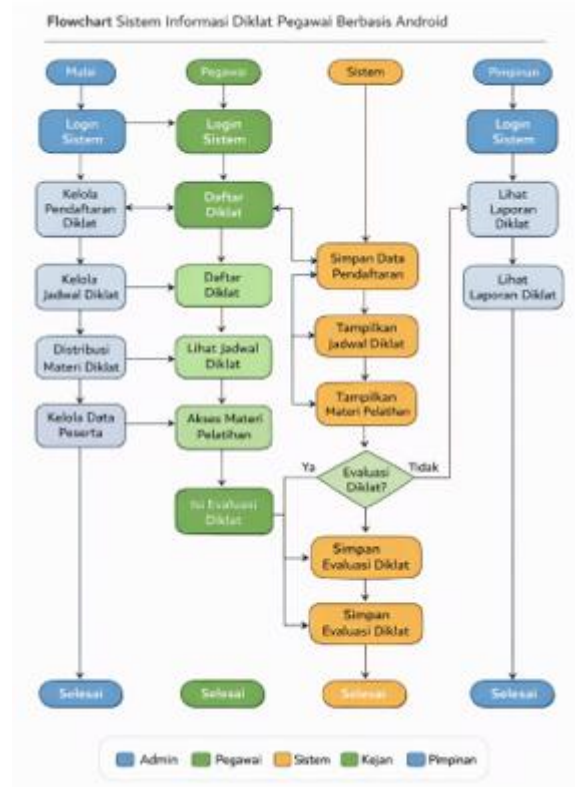 Flowchart Sistem Informasi Diklat Pegawai Berbasis Android
Mulai
Pegawai
Sistem
Pimpinan
Login
Sistem
Login
Sistem
Login
Sistem
Kelola
Pendaftaran
Diklat
Daftar
Diklat
Lihat
Laporan
Diklat
Simpan Data
Pendaftaran
Kelola
Jadwal Diklat
Daftar
Diklat
Lihat
Laporan Diklat
Tampilkan
Jadwal Diklat
Distribusi
Materi Diklat
Lihat Jadwal
Diklat
Tampilkan
Materi Pelatihan
Kelola Data
Peserta
Akses Materi
Pelatihan
Ya
Evaluasi
Diklat?
Tidak
Isi Evaluasi
Diklat
Simpan
Evaluasi Diklat
Simpan
Evaluasi Diklat
Selesai
Selesai
Selesai
Selesai
Admin
Pegawai
Sistem
Kejan
Pimpinan